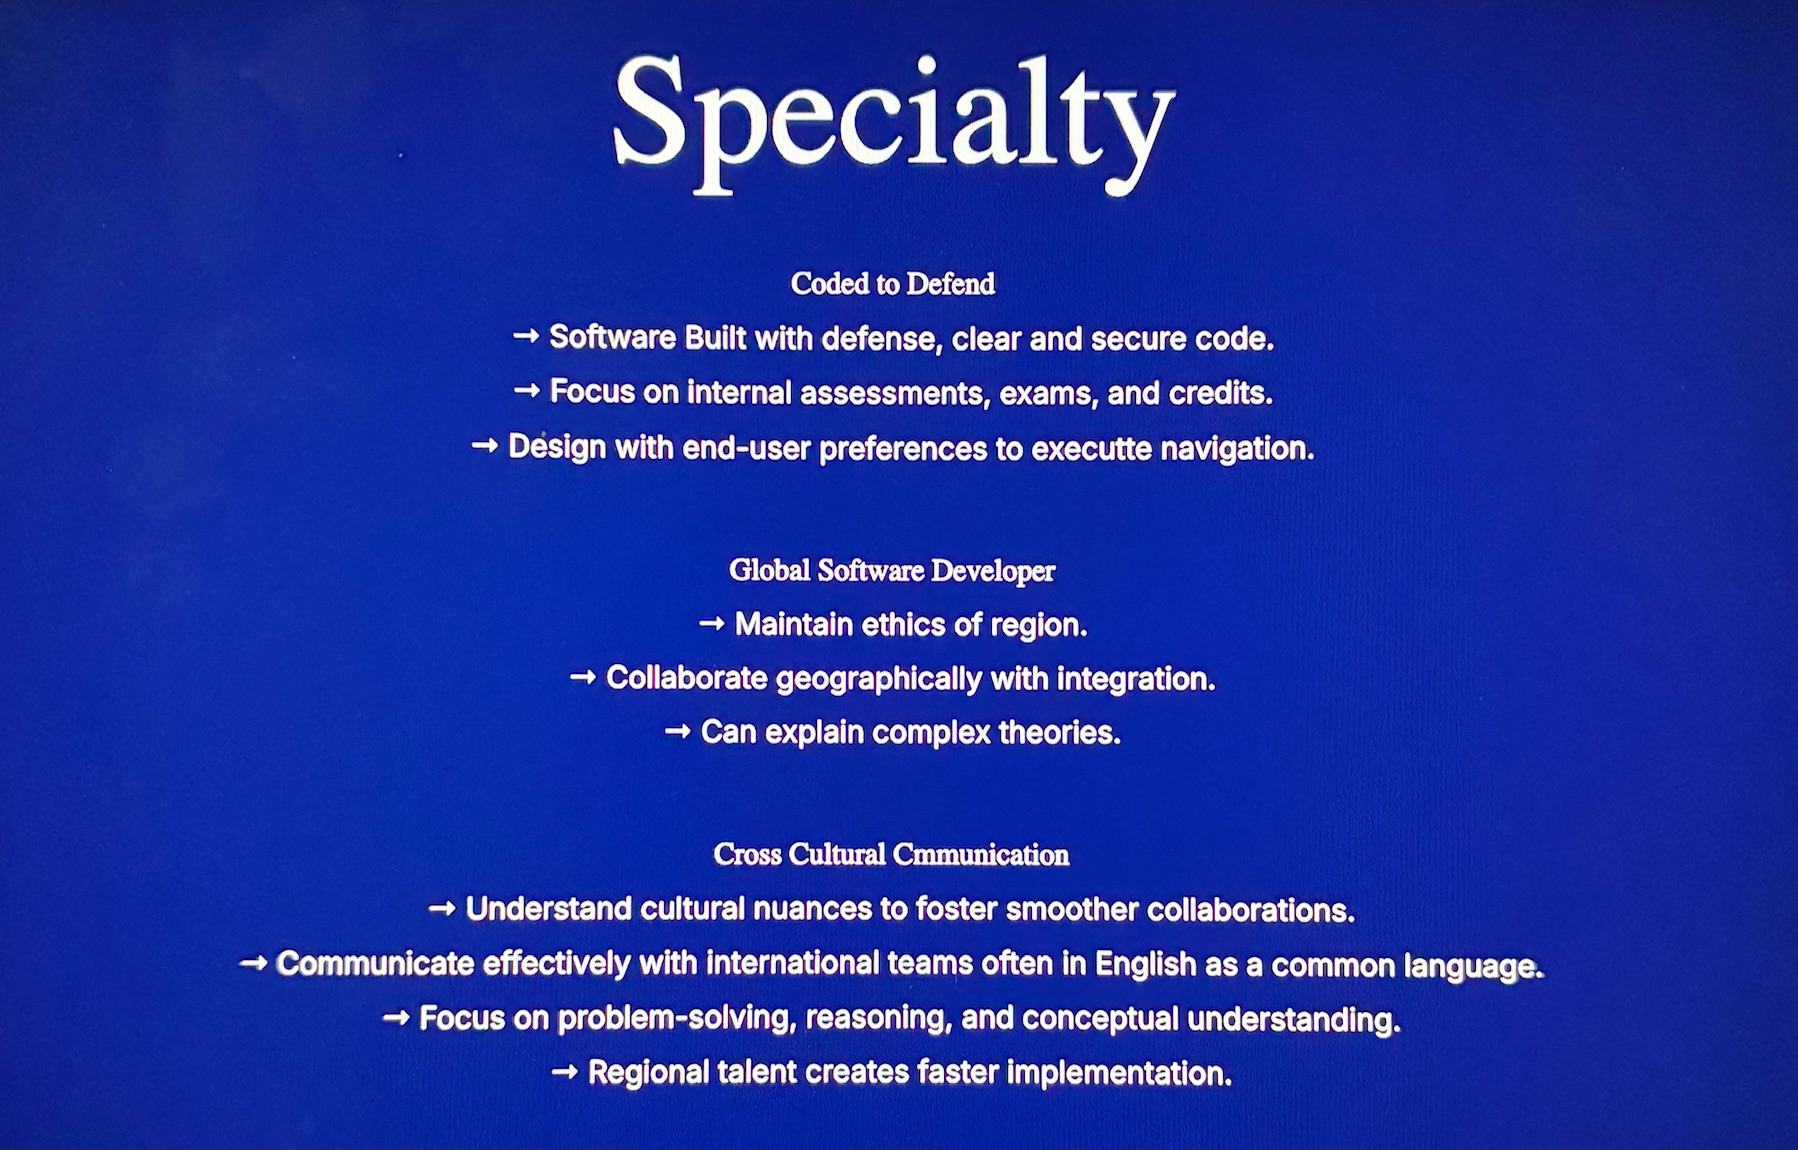 Specialty
Coded to Defend
→ Software Built with defense, clear and secure code.
→ Focus on internal assessments, exams, and credits.
→ Design with end-user preferences to executte navigation.
Global Software Developer
→ Maintain ethics of region.
→ Collaborate geographically with integration.
→ Can explain complex theories.
Cross Cultural Cmmunication
→ Understand cultural nuances to foster smoother collaborations.
→ Communicate effectively with international teams often in English as a common language.
→ Focus on problem-solving, reasoning, and conceptual understanding.
→ Regional talent creates faster implementation.